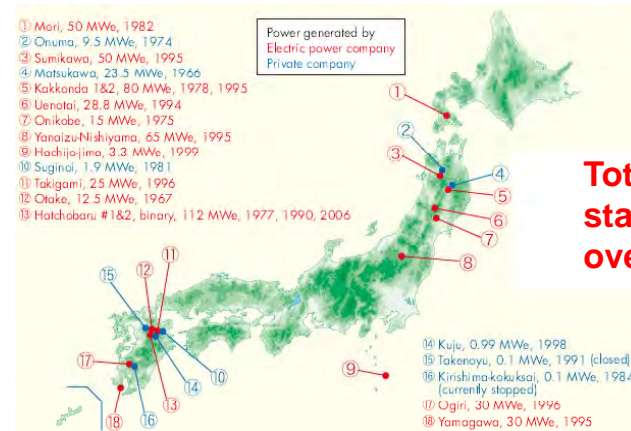 ① Mori, 50 MWe, 1982
② Onuma, 9.5 MWe, 1974
③ Sumikawa, 50 MWe, 1995
④ Matsukawa, 23.5 MWe, 1966
⑤ Kakkonda 1&2, 80 MWe, 1978, 1995
⑥ Uenotai, 28.8 MWe, 1994
⑦ Onikobe, 15 MWe, 1975
⑧ Yanaizu-Nishiyama, 65 MWe, 1995
⑨ Hachijo-jima, 3.3 MWe, 1999
⑩ Suginoi, 1.9 MWe, 1981
⑪ Takigami, 25 MWe, 1996
⑫ Otake, 12.5 MWe, 1967
⑬ Hatchobaru #1&2, binary, 112 MWe, 1977, 1990, 2006
Power generated by
Electric power company
Private company
①
②
③
④
⑤
⑥
⑦
⑧
Tot
sta
ove
⑮
⑫
⑪
⑰
⑩
⑭
⑱
⑯
⑬
⑨
⑭ Kuju, 0.99 MWe, 1998
⑮ Takenoyu, 0.1 MWe, 1991 (closed)
⑯ Kirishima-kokuksai, 0.1 MWe, 1984
(currently stopped)
⑰ Ogiri, 30 MWe, 1996
⑱ Yamagawa, 30 MWe, 1995